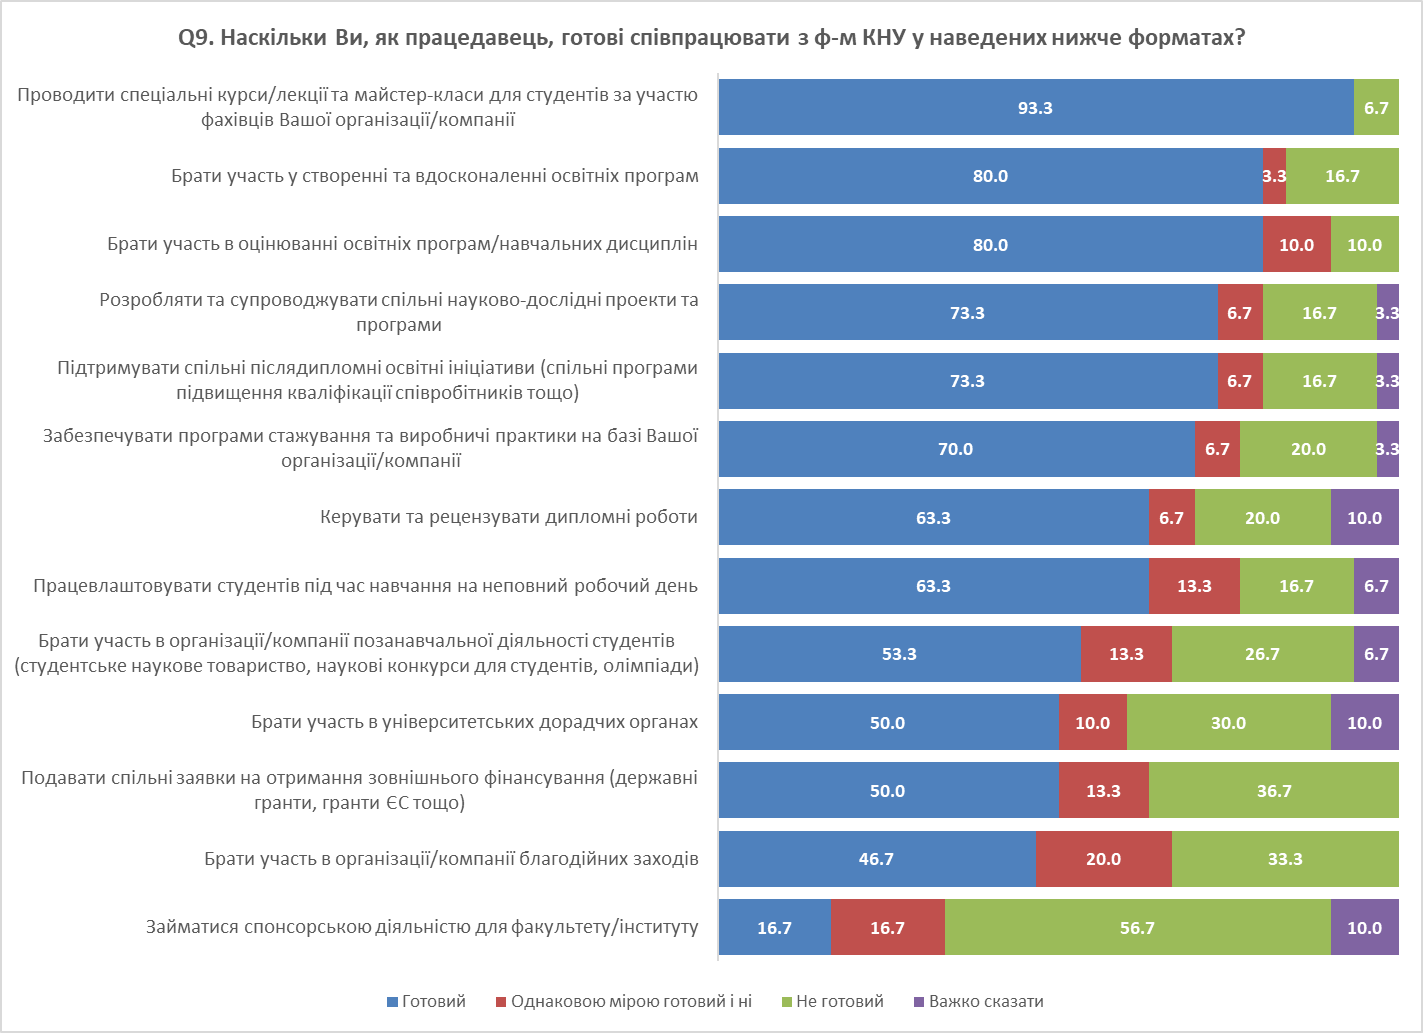 Q9. Наскільки Ви, як працедавець, готові співпрацювати з ф-м КНУ у наведених нижче форматах?
Проводити спеціальні курси/лекції та майстер-класи для студентів за участю
фахівців Вашої організації/компанії
93.3
6.7
Брати участь у створенні та вдосконаленні освітніх програм
80.0
3.3
16.7
Брати участь в оцінюванні освітніх програм/навчальних дисциплін
80.0
10.0
10.0
Розробляти та супроводжувати спільні науково-дослідні проекти та
програми
73.3
6.7
16.7
3.3
Підтримувати спільні післядипломні освітні ініціативи (спільні програми
підвищення кваліфікації співробітників тощо)
73.3
6.7
16.7
3.3
Забезпечувати програми стажування та виробничі практики на базі Вашої
організації/компанії
70.0
6.7
20.0
3.3
Керувати та рецензувати дипломні роботи
63.3
6.7
20.0
10.0
Працевлаштовувати студентів під час навчання на неповний робочий день
63.3
13.3
16.7
6.7
Брати участь в організації/компанії позанавчальної діяльності студентів
(студентське наукове товариство, наукові конкурси для студентів, олімпіади)
53.3
13.3
26.7
6.7
Брати участь в університетських дорадчих органах
50.0
10.0
30.0
10.0
Подавати спільні заявки на отримання зовнішнього фінансування (державні
гранти, гранти ЄС тощо)
50.0
13.3
36.7
Брати участь в організації/компанії благодійних заходів
46.7
20.0
33.3
Займатися спонсорською діяльністю для факультету/інституту
16.7
16.7
56.7
10.0
Готовий
Однаковою мірою готовий і ні
Не готовий
Важко сказати